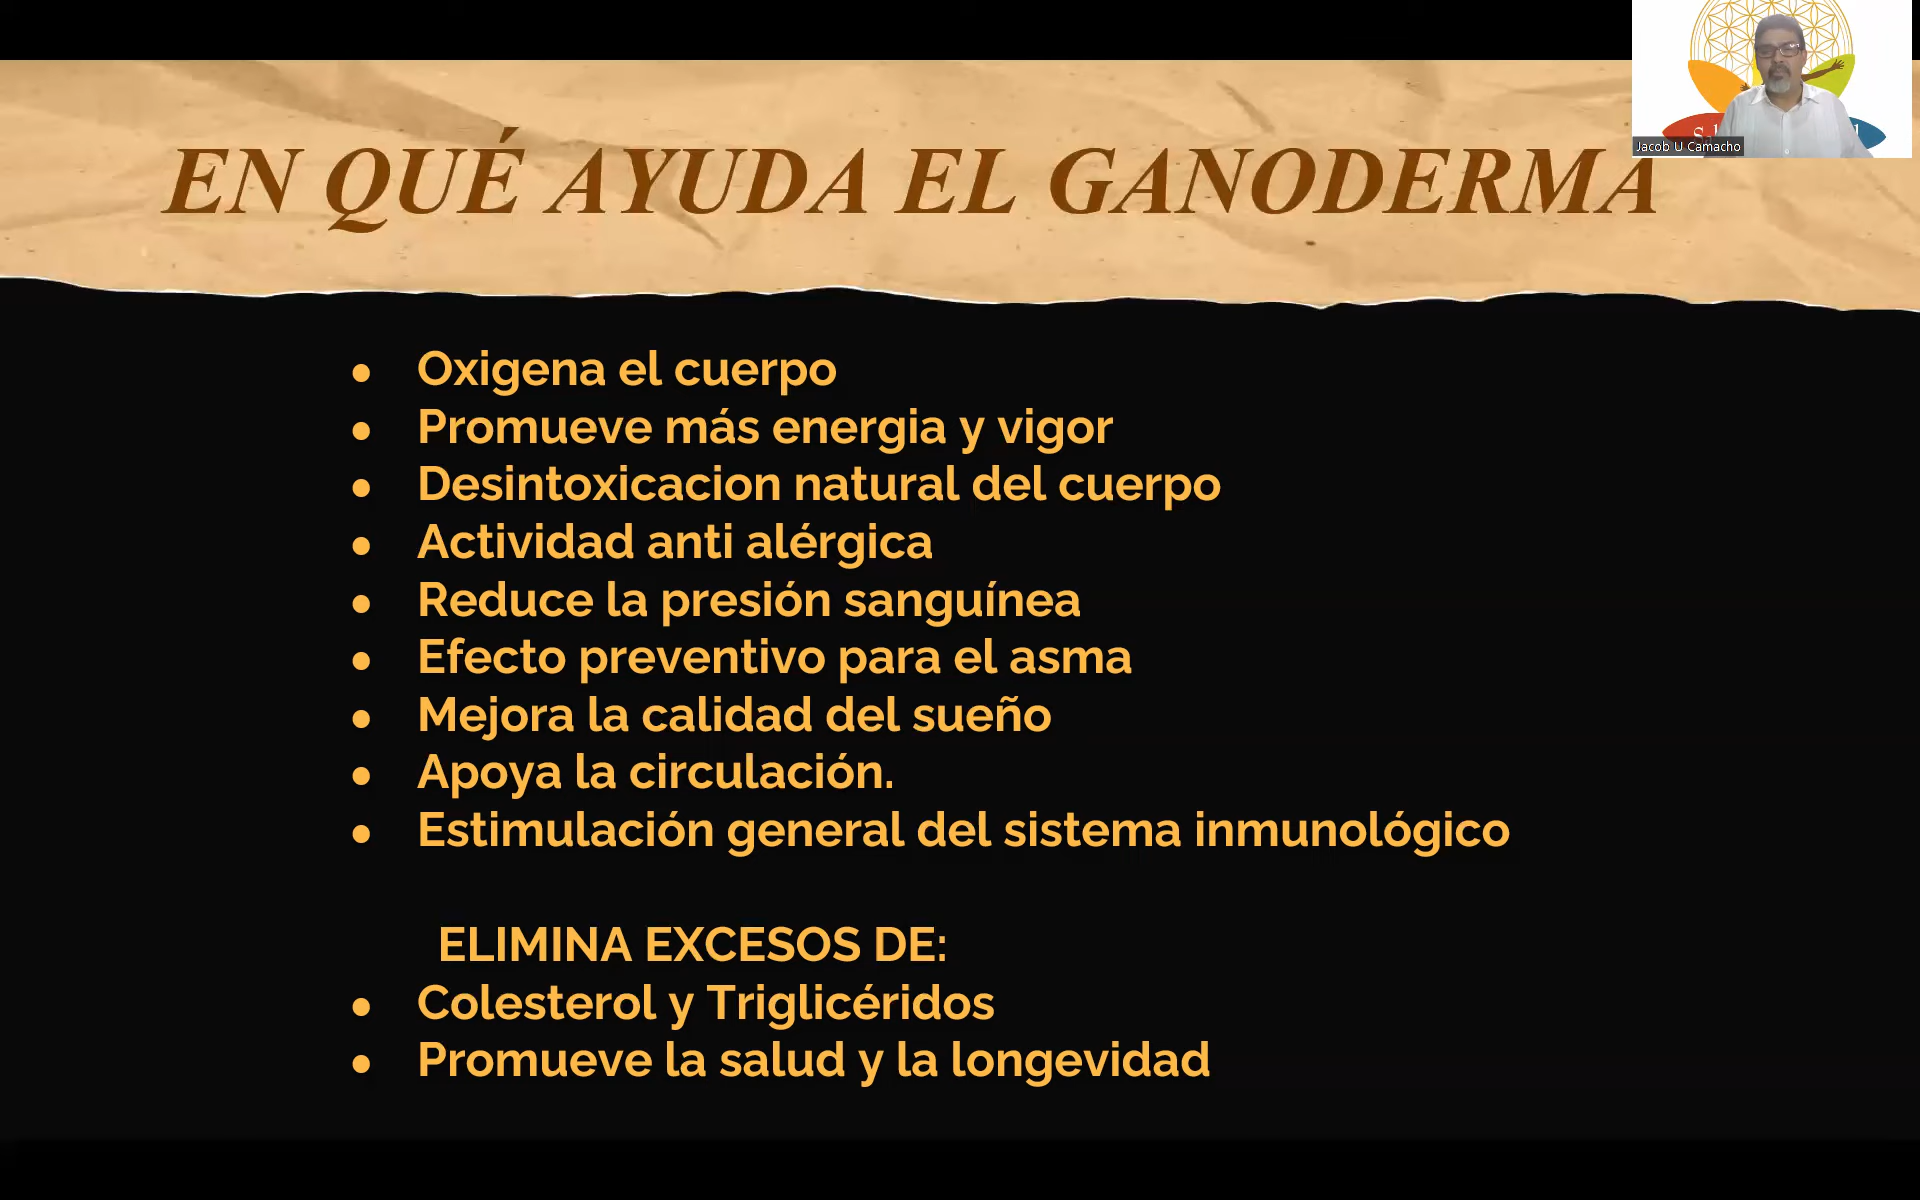 EN QUÉ AYUDA EL GANODERMA
Jacob U Camacho
● Oxigena el cuerpo
● Promueve más energia y vigor
● Desintoxicacion natural del cuerpo
● Actividad anti alérgica
● Reduce la presión sanguínea
● Efecto preventivo para el asma
● Mejora la calidad del sueño
● Apoya la circulación.
● Estimulación general del sistema inmunológico
ELIMINA EXCESOS DE:
● Colesterol y Triglicéridos
● Promueve la salud y la longevidad